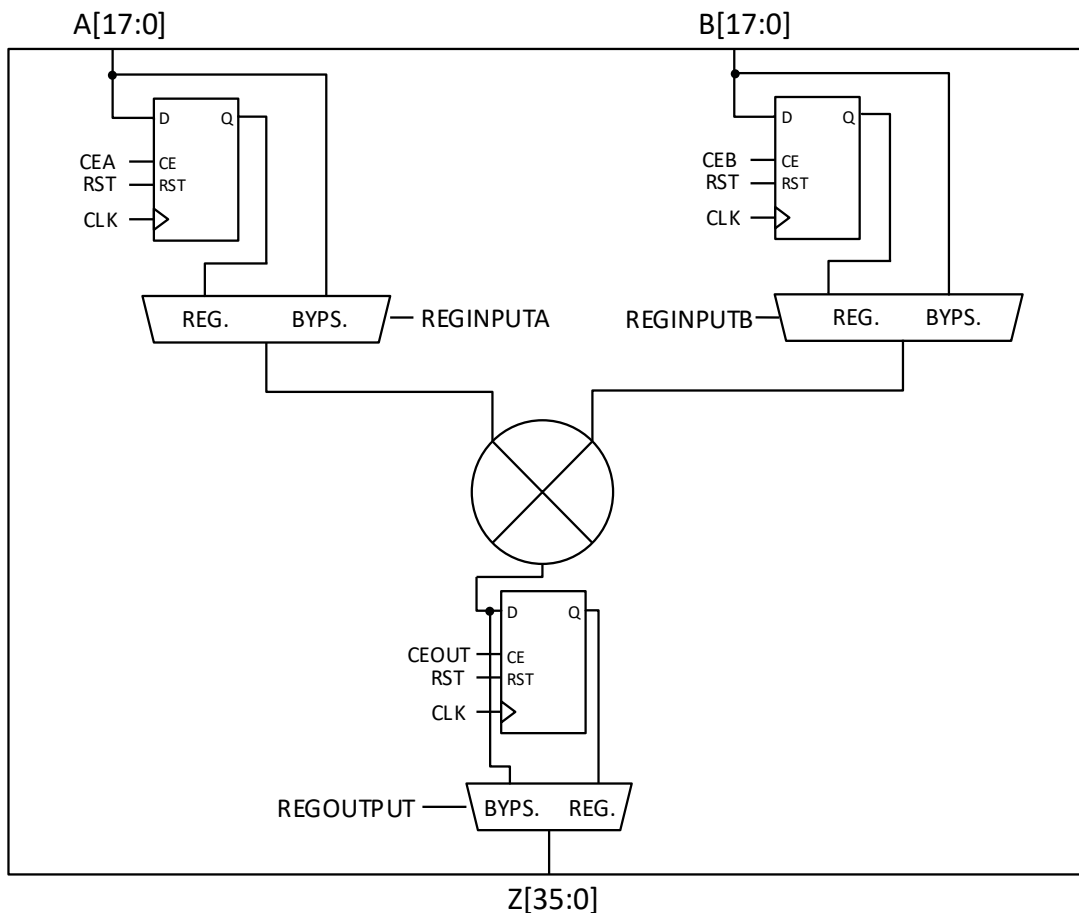 A[17:0]
B[17:0]
D Q
CEA CE
RST RST
CLK
D Q
CEB CE
RST RST
CLK
REG. BYPS.
REGINPUTA
REGINPUTB
REG. BYPS.
D Q
CEOUT CE
RST RST
CLK
REGOUTPUT
BYPS. REG.
Z[35:0]